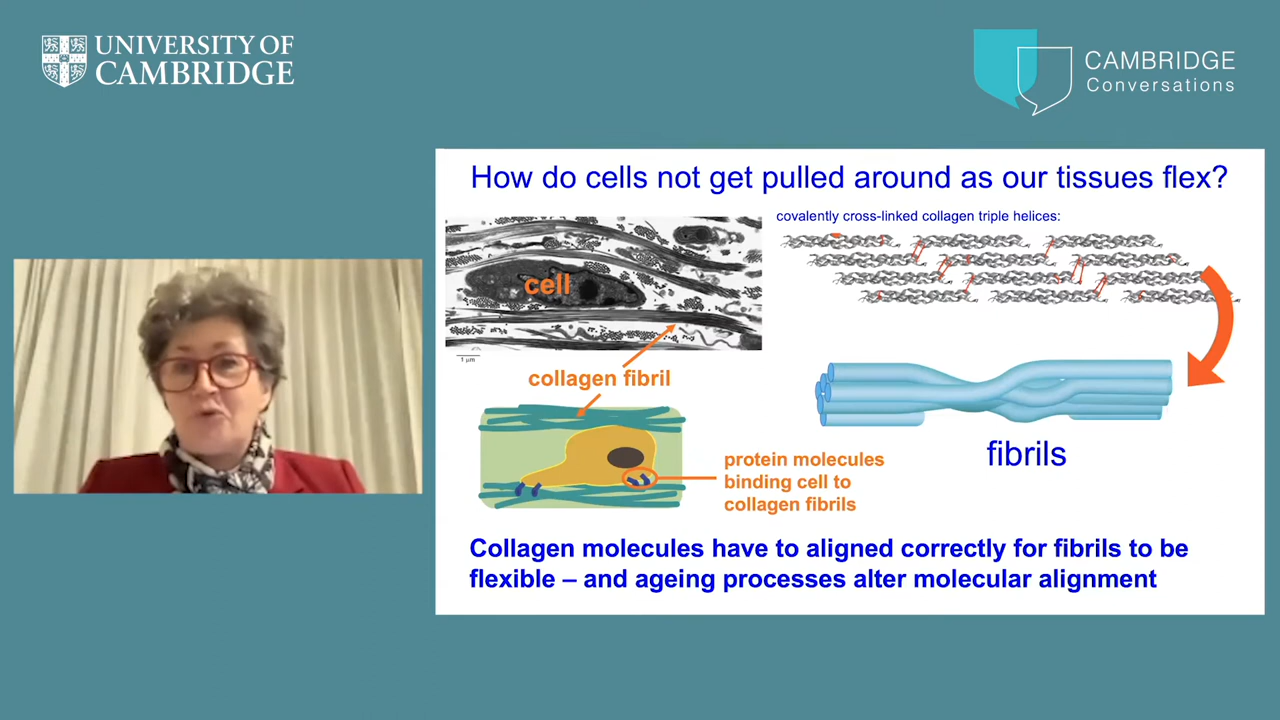 UNIVERSITY OF
CAMBRIDGE
CAMBRIDGE
Conversations
How do cells not get pulled around as our tissues flex?
covalently cross-linked collagen triple helices:
cell
1 μm
collagen fibril
fibrils
protein molecules
binding cell to
collagen fibrils
Collagen molecules have to aligned correctly for fibrils to be
flexible – and ageing processes alter molecular alignment